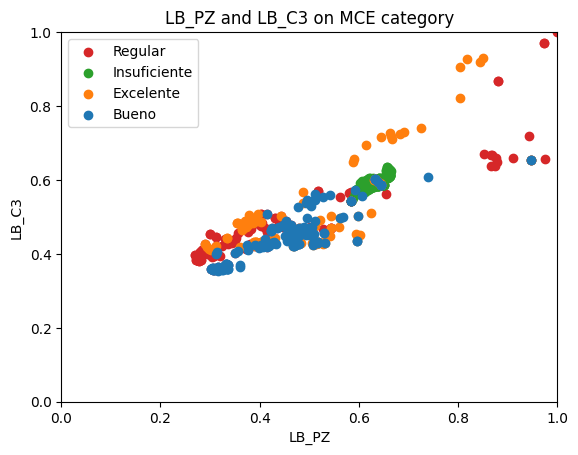 LB_PZ and LB_C3 on MCE category
Regular
Insuficiente
Excelente
Bueno
LB_C3
1.0
0.8
0.6
0.4
0.2
0.0
0.0 0.2 0.4 0.6 0.8 1.0
LB_PZ